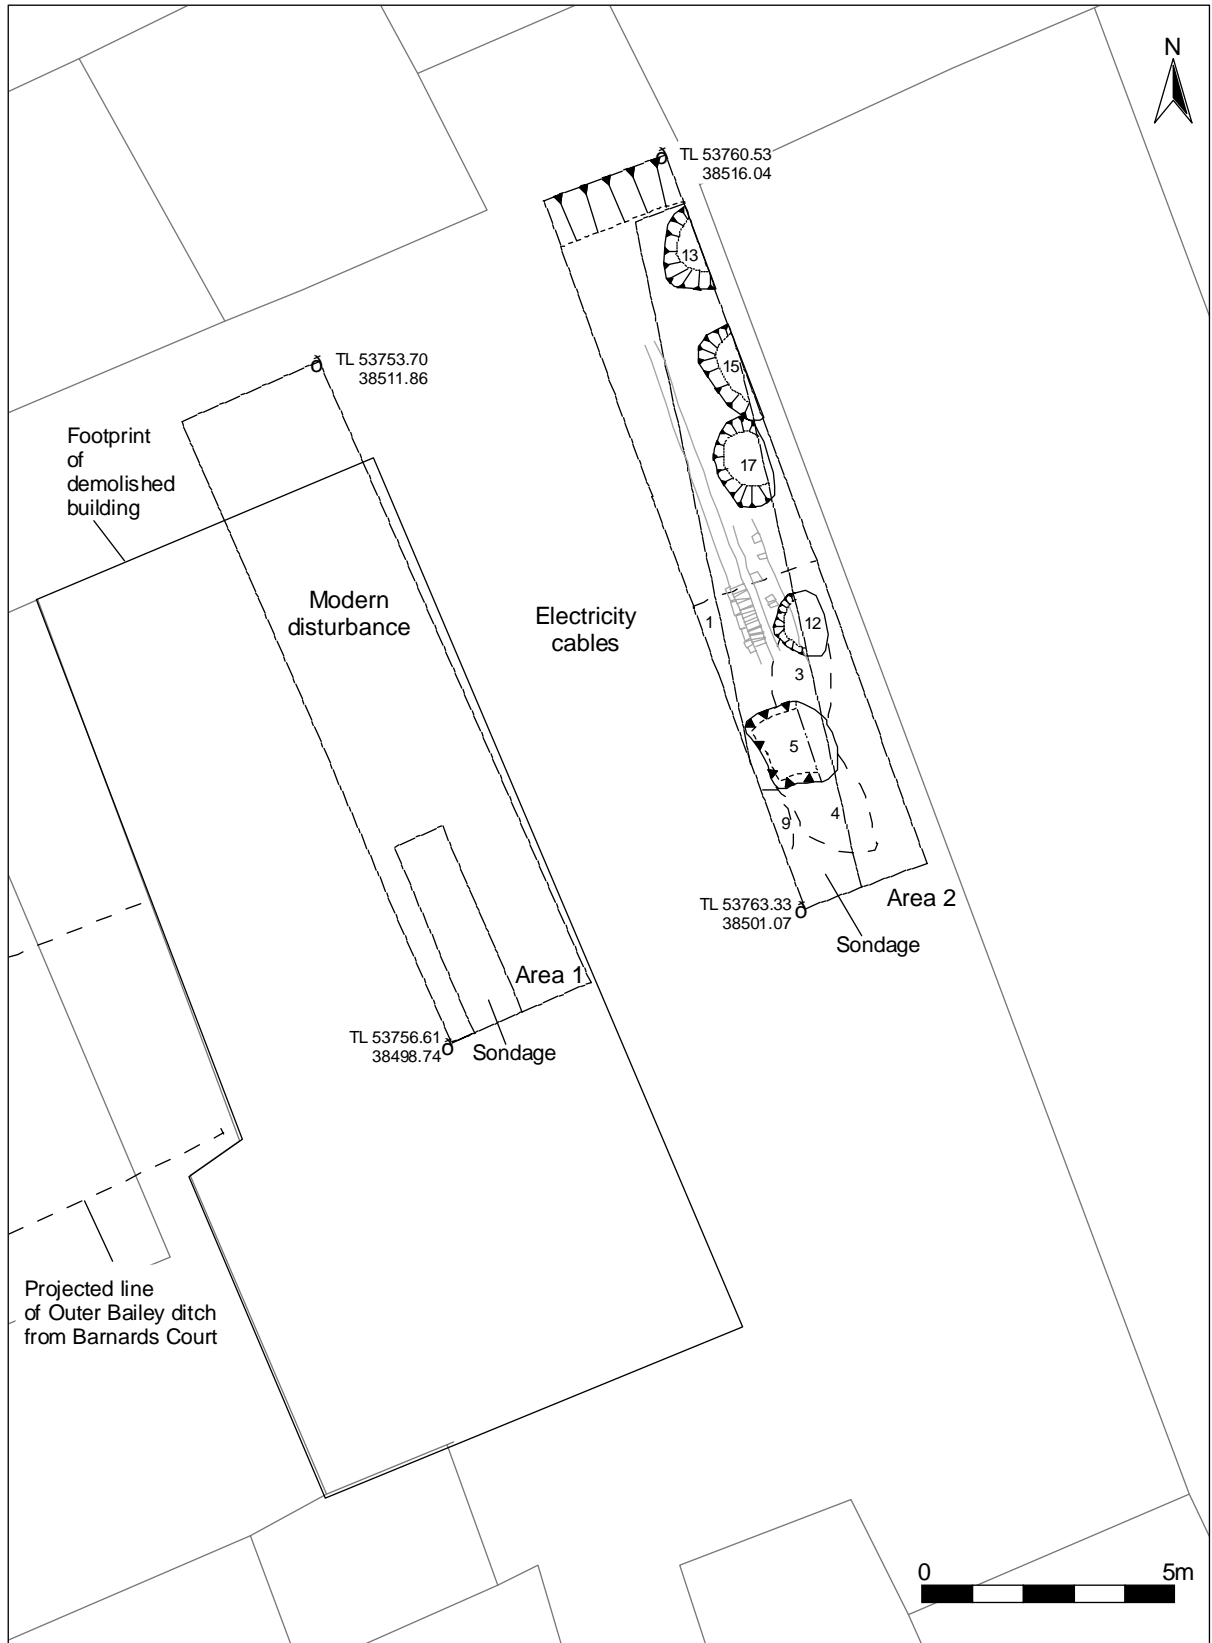 N
TL 53760.53
38516.04
13
TL 53753.70
38511.86
15
Footprint
of
demolished
building
17
Modern
disturbance
Electricity
cables
1
12
3
5
4
9
TL 53763.33
38501.07
Area 2
Sondage
Area 1
TL 53756.61
38498.74
Sondage
Projected line
of Outer Bailey ditch
from Barnards Court
0 5m